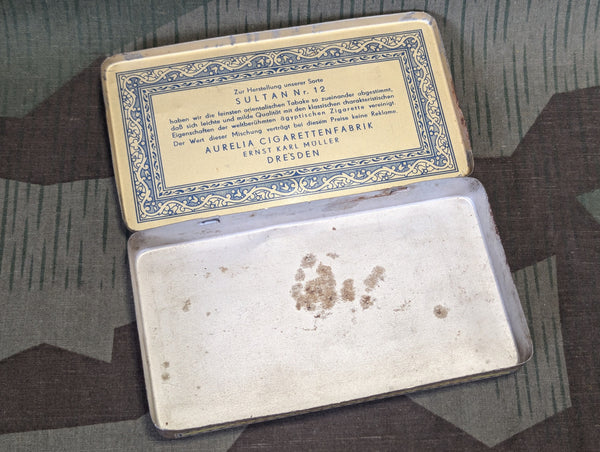 Zur Herstellung unserer Sorte
SULTAN Nr. 12
haben wir die feinsten orientalischen Tabake so zueinander abgestimmt,
daß sich leichte und milde Qualität mit den klassischen charakteristischen
Eigenschaften der weltberühmten ägyptischen Zigarette vereinigt.
Der Wert dieser Mischung verträgt bei diesem Preise keine Reklame.
AURELIA CIGARETTENFABRIK
ERNST KARL MÜLLER
DRESDEN